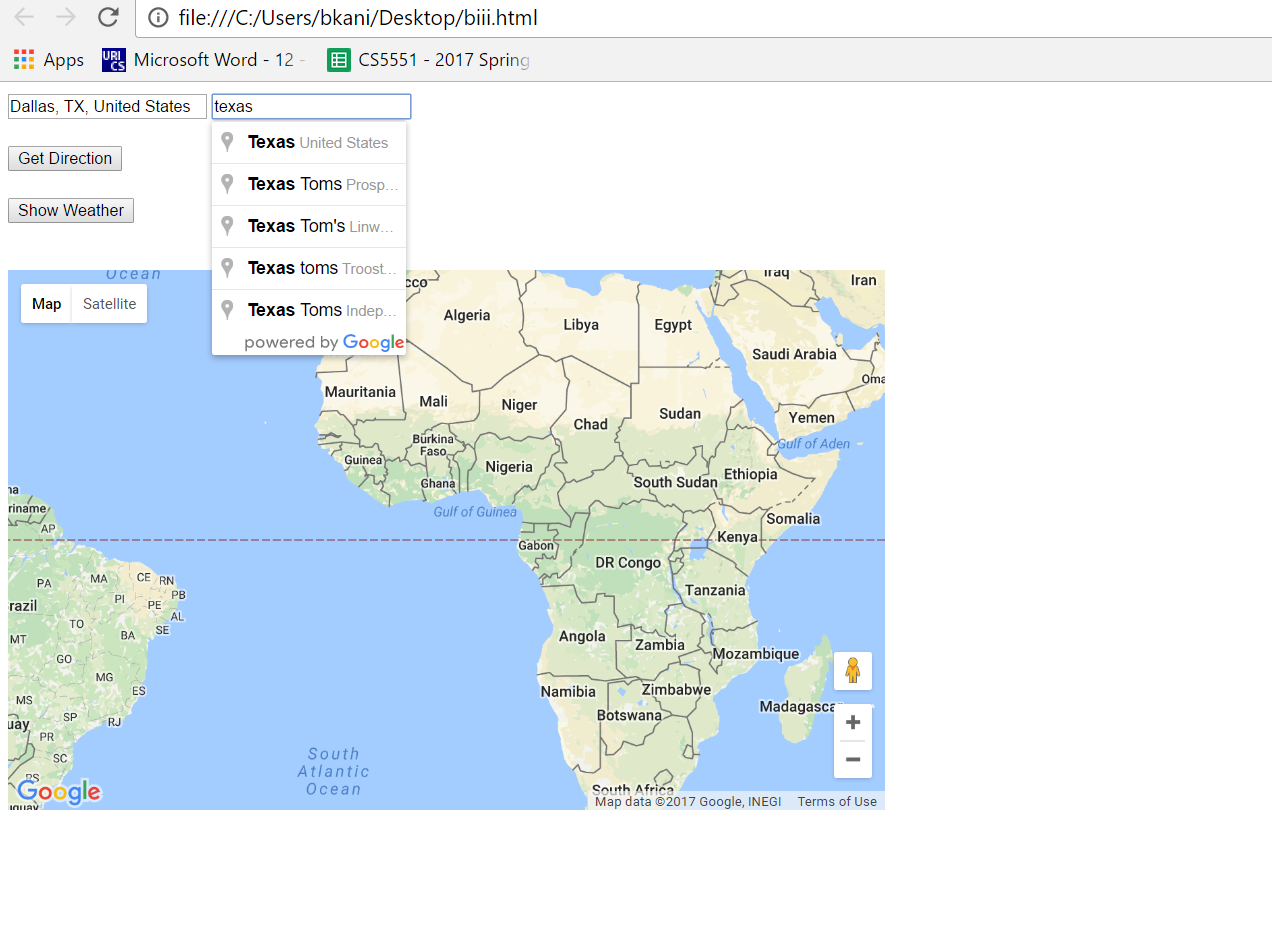 file:///C:/Users/bkani/Desktop/biii.html
Apps URI CS Microsoft Word - 12 - CS5551 - 2017 Spring
Dallas, TX, United States texas
Get Direction
Show Weather
Texas United States
Texas Toms Prosp...
Texas Tom's Linw...
Texas toms Troost...
Texas Toms Indep...
powered by Google
Map Satellite
Ocean
cco
Algeria
Libya
Egypt
Iraq
Iran
Saudi Arabia
Oma
Mauritania
Mali
Niger
Chad
Sudan
Yemen
Gulf of Aden
Burkina
Faso
Guinea
Ghana
Nigeria
South Sudan
Ethiopia
Somalia
Gulf of Guinea
na
riname
AP
Gabon
Kenya
DR Congo
Tanzania
PA
MA
CE
RN
PB
PI
PE
AL
razil
TO
BA
SE
MT
GO
MG
ES
MS
SP
RJ
uay
PR
SC
RS
uguay
Angola
Zambia
Mozambique
Namibia
Zimbabwe
Botswana
Madagasca
South Africa
South
Atlantic
Ocean
+
−
Google
Map data ©2017 Google, INEGI Terms of Use